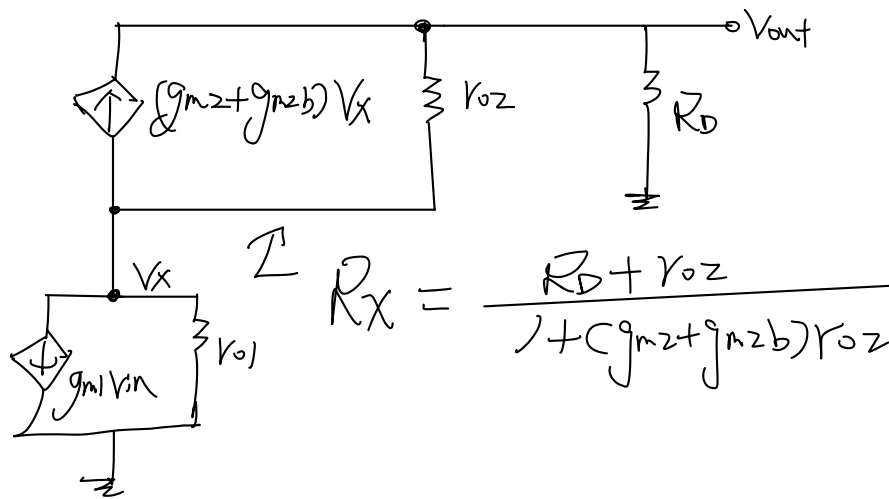 Vout
(gm2+gm2b)Vx
ro2
RD
Vx
gm1Vin
ro1
Rx = RD+ro2
1+(gm2+gm2b)ro2